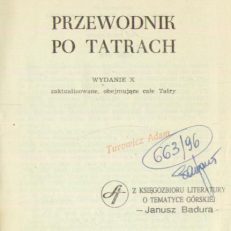 PRZEWODNIK
PO TATRACH
WYDANIE X
zaktualizowane, obejmujące całe Tatry
Turowicz Adam
663/96
Z KSIĘGOZBIORU LITERATURY
O TEMATYCE GÓRSKIEJ
– Janusz Badura –